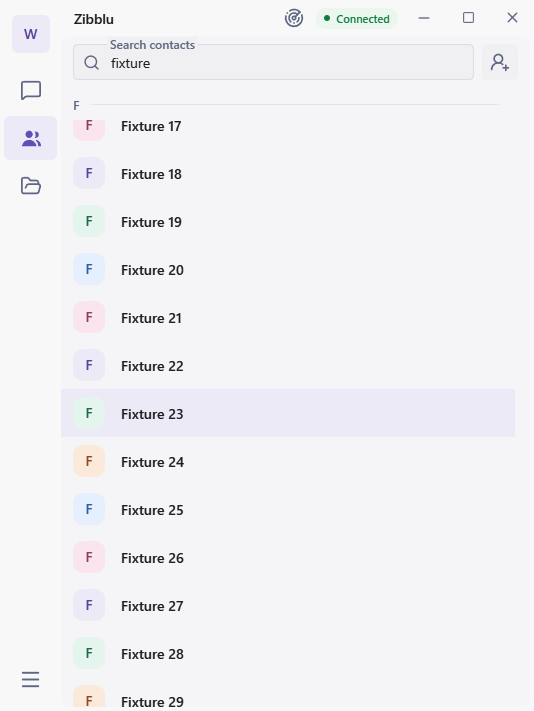 W
Zibblu
Connected
Search contacts
fixture
F
F Fixture 17
F Fixture 18
F Fixture 19
F Fixture 20
F Fixture 21
F Fixture 22
F Fixture 23
F Fixture 24
F Fixture 25
F Fixture 26
F Fixture 27
F Fixture 28
F Fixture 29